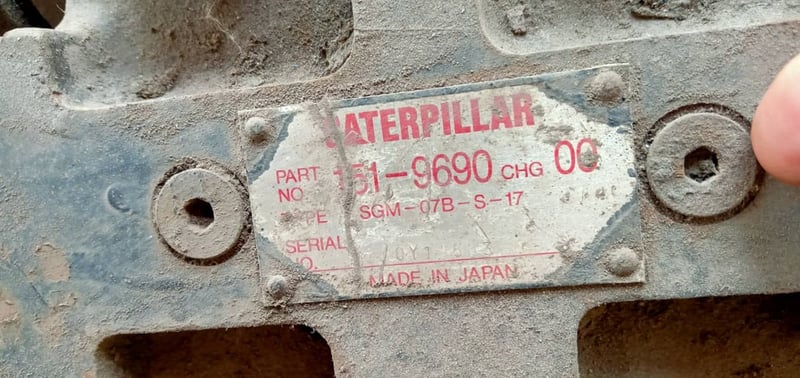 CATERPILLAR
PART NO. 151-9690 CHG 00
TYPE SGM-07B-S-17
SERIAL NO.
MADE IN JAPAN